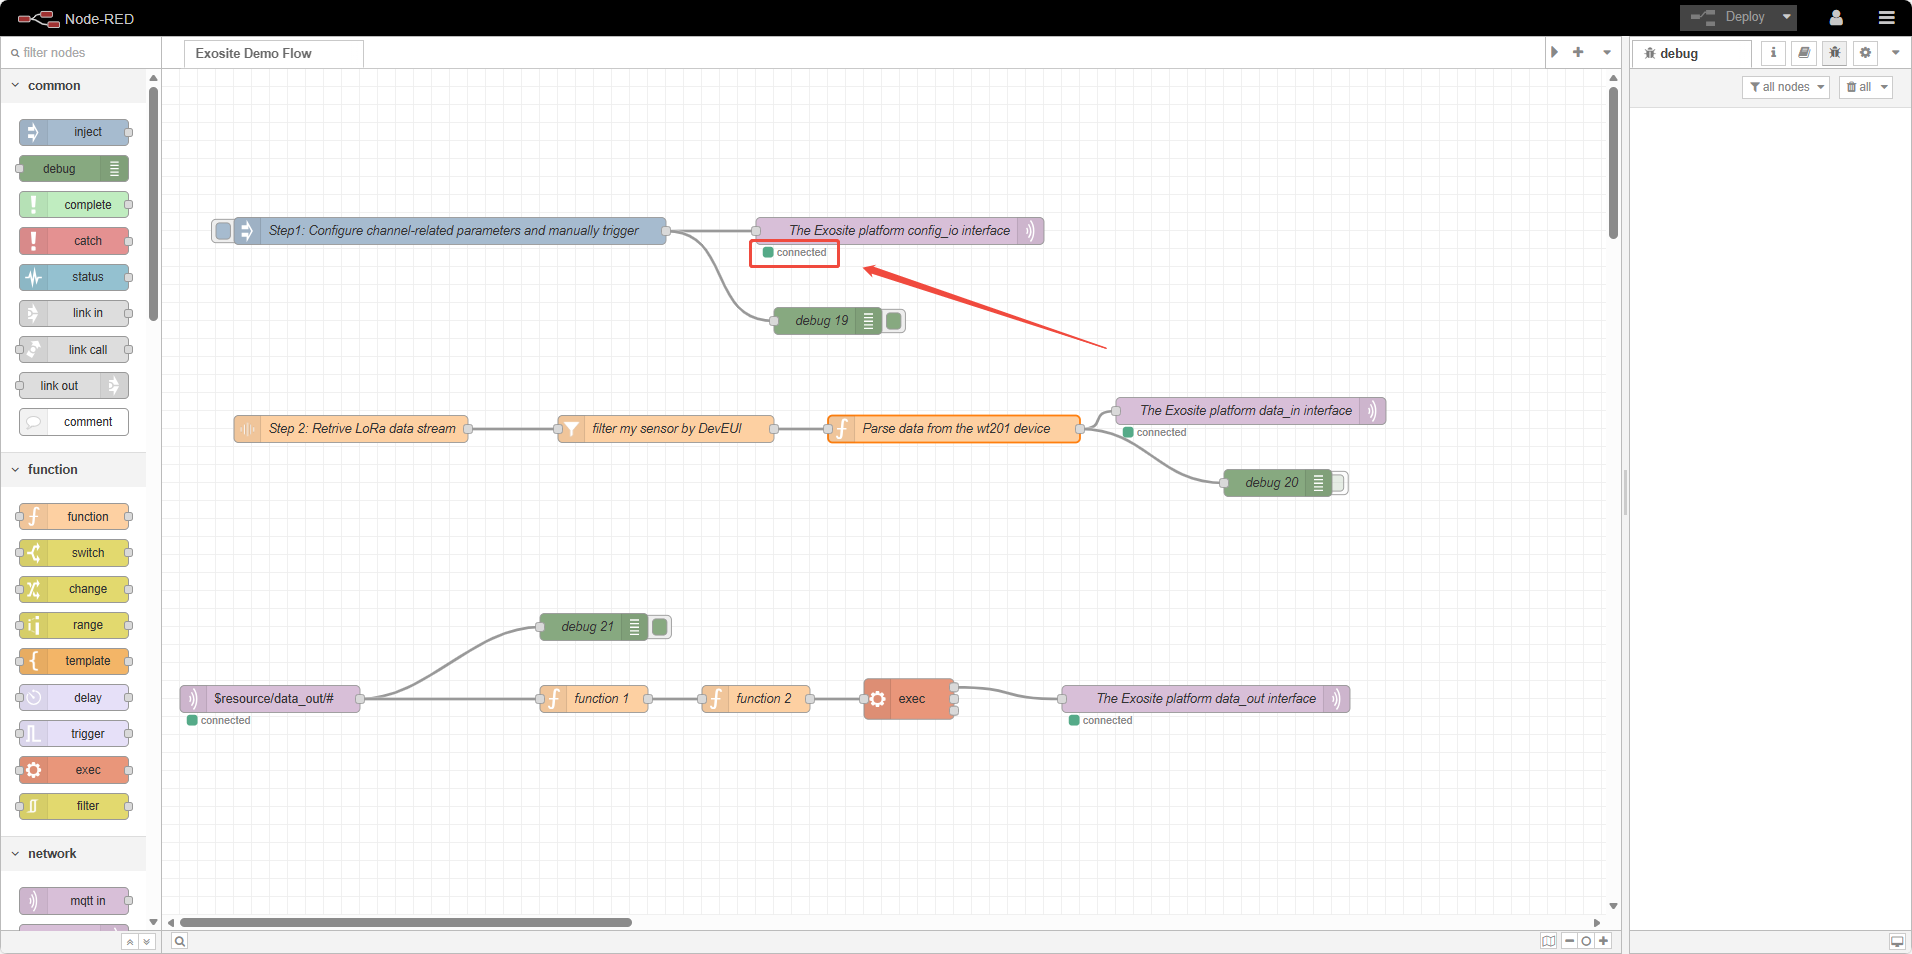 Node-RED
Deploy
filter nodes
Exosite Demo Flow
debug
i
all nodes
all
common
inject
debug
complete
catch
status
link in
link call
link out
comment
function
function
switch
change
range
template
delay
trigger
exec
filter
network
mqtt in
Step1: Configure channel-related parameters and manually trigger
The Exosite platform config_io interface
connected
debug 19
Step 2: Retrive LoRa data stream
filter my sensor by DevEUI
Parse data from the wt201 device
The Exosite platform data_in interface
connected
debug 20
debug 21
$resource/data_out/#
connected
function 1
function 2
exec
The Exosite platform data_out interface
connected